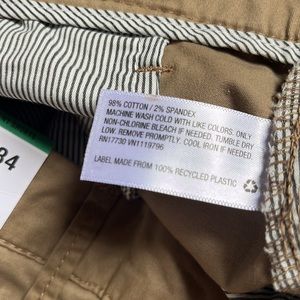 98% COTTON / 2% SPANDEX
MACHINE WASH COLD WITH LIKE COLORS. ONLY
NON-CHLORINE BLEACH IF NEEDED. TUMBLE DRY
LOW. REMOVE PROMPTLY. COOL IRON IF NEEDED.
RN17730 VN1119796
LABEL MADE FROM 100% RECYCLED PLASTIC
84